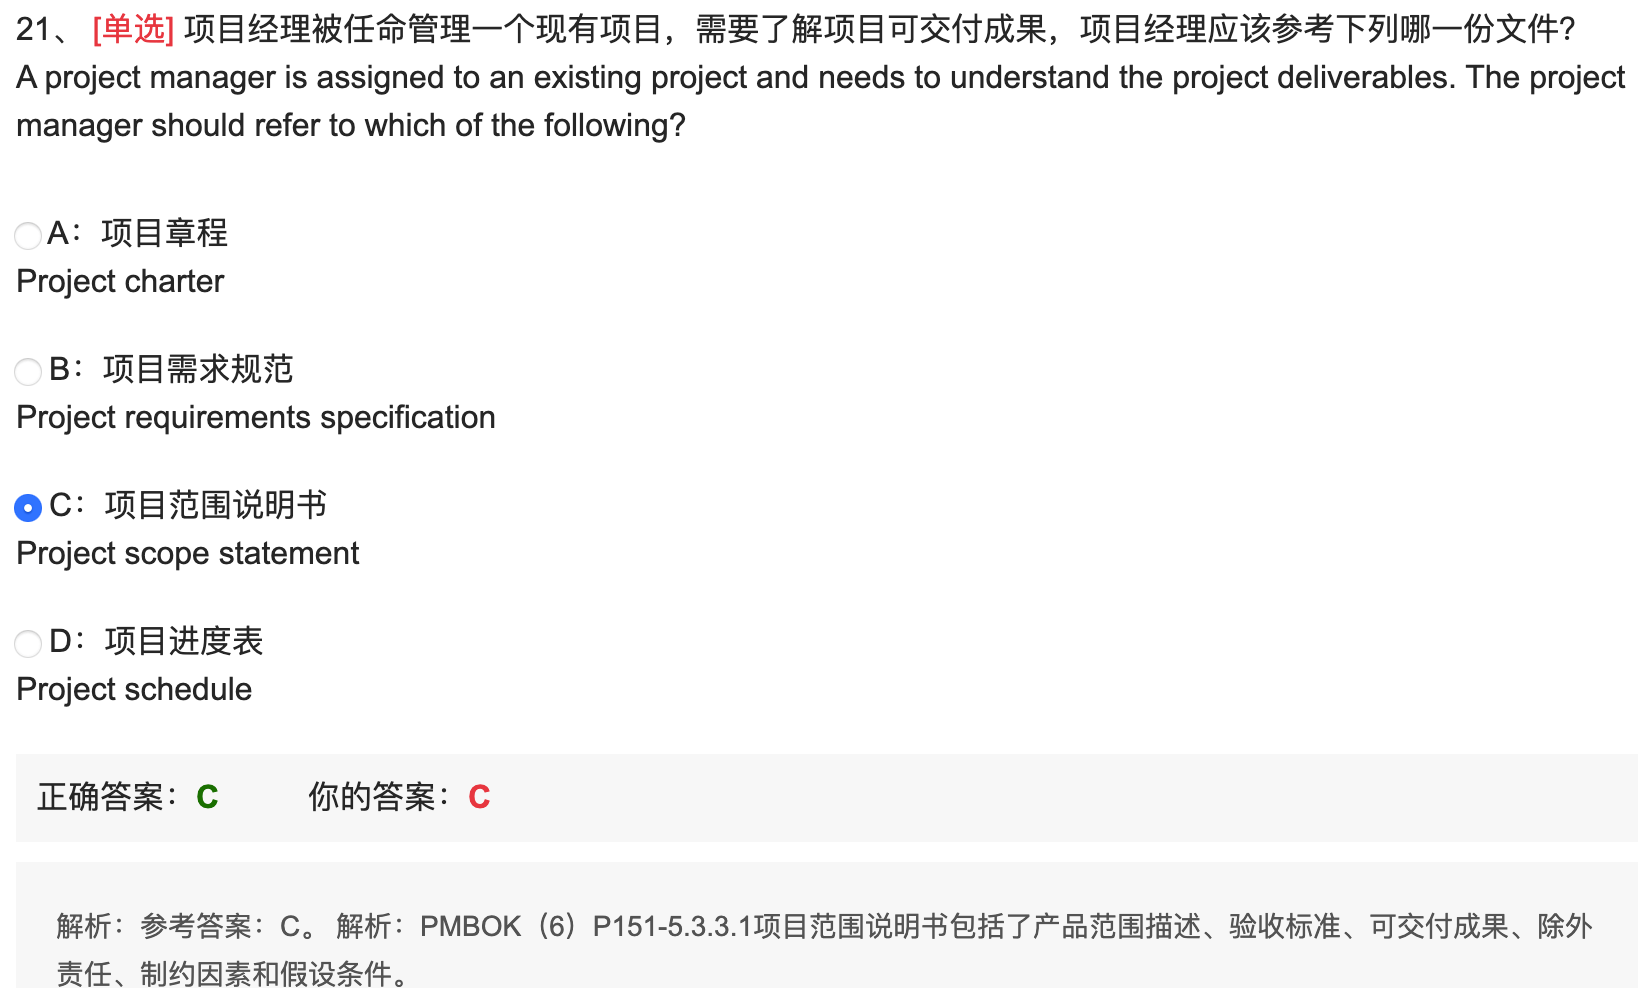 21、 [单选] 项目经理被任命管理一个现有项目，需要了解项目可交付成果，项目经理应该参考下列哪一份文件?
A project manager is assigned to an existing project and needs to understand the project deliverables. The project
manager should refer to which of the following?
A：项目章程
Project charter
B：项目需求规范
Project requirements specification
C：项目范围说明书
Project scope statement
D：项目进度表
Project schedule
正确答案：C 你的答案：C
解析：参考答案：C。 解析：PMBOK（6）P151-5.3.3.1项目范围说明书包括了产品范围描述、验收标准、可交付成果、除外
责任、制约因素和假设条件。